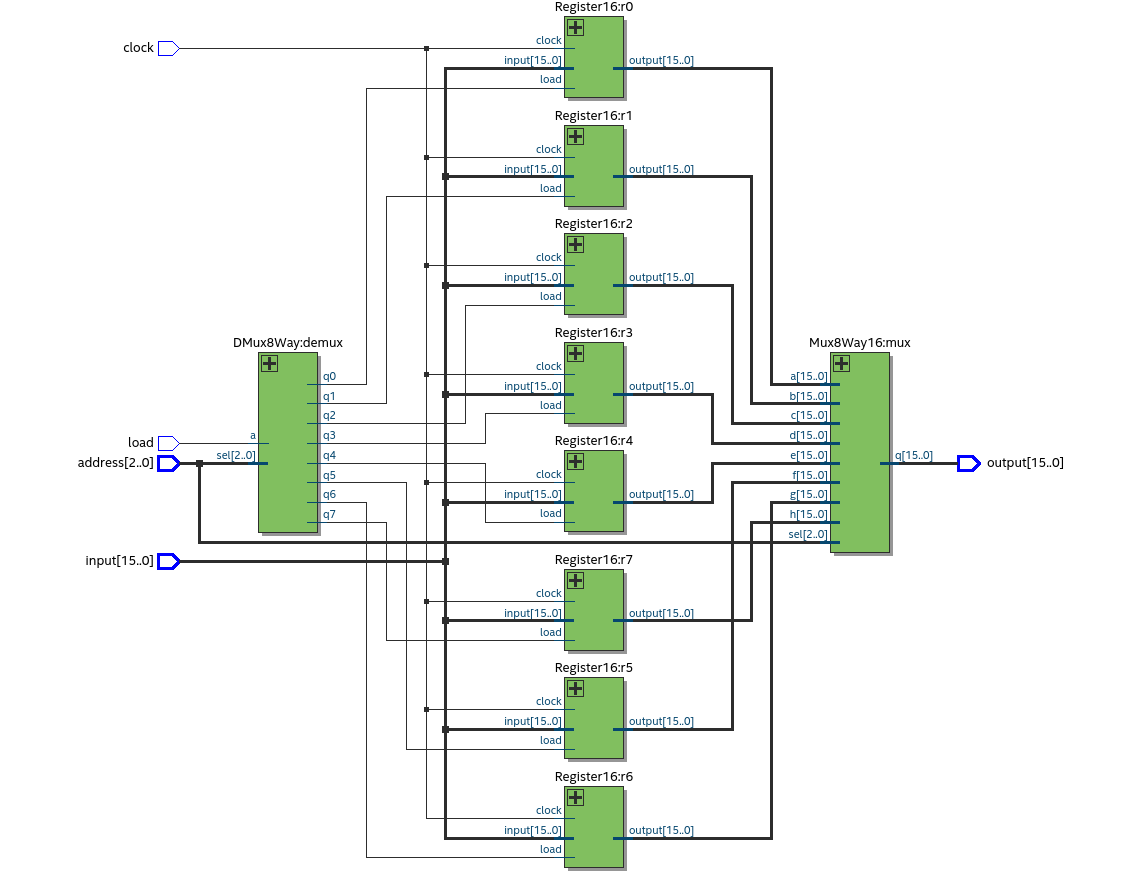 Register16:r0
clock
clock
input[15..0]
output[15..0]
load
Register16:r1
clock
input[15..0]
output[15..0]
load
Register16:r2
clock
input[15..0]
output[15..0]
load
Register16:r3
clock
input[15..0]
output[15..0]
load
DMux8Way:demux
q0
q1
q2
q3
q4
q5
q6
q7
load
a
address[2..0]
sel[2..0]
Register16:r4
clock
input[15..0]
output[15..0]
load
Mux8Way16:mux
a[15..0]
b[15..0]
c[15..0]
d[15..0]
e[15..0]
f[15..0]
g[15..0]
h[15..0]
sel[2..0]
q[15..0]
output[15..0]
input[15..0]
Register16:r7
clock
input[15..0]
output[15..0]
load
Register16:r5
clock
input[15..0]
output[15..0]
load
Register16:r6
clock
input[15..0]
output[15..0]
load